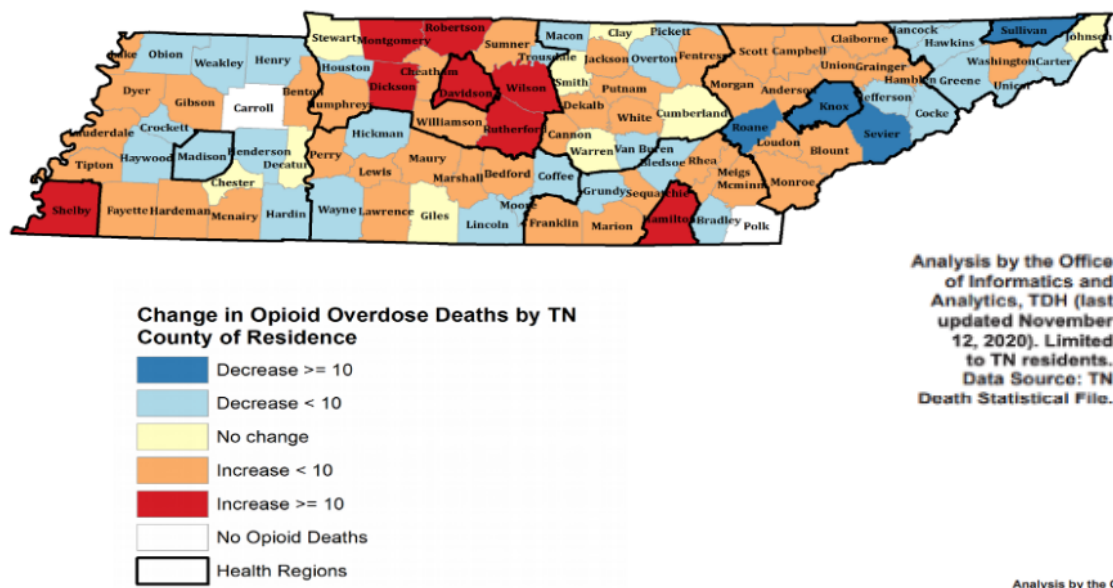 Stewart
Montgomery
Robertson
Sumner
Macon
Clay
Pickett
Hancock
Sullivan
Johnson
Lake
Obion
Weakley
Henry
Houston
Cheatham
Trousdale
Jackson
Overton
Fentress
Scott
Campbell
Claiborne
Hawkins
Washington
Carter
Dyer
Gibson
Carroll
Humphreys
Dickson
Davidson
Wilson
Smith
Putnam
Morgan
Anderson
Union
Grainger
Greene
Lauderdale
Crockett
Williamson
Rutherford
Dekalb
White
Cumberland
Roane
Knox
Jefferson
Cocke
Tipton
Haywood
Madison
Henderson
Decatur
Perry
Hickman
Cannon
Warren
Van Buren
Bledsoe
Rhea
Loudon
Blount
Sevier
Chester
Lewis
Maury
Marshall
Bedford
Coffee
Grundy
Sequatchie
Meigs
Mcminn
Monroe
Shelby
Fayette
Hardeman
Mcnairy
Hardin
Wayne
Lawrence
Giles
Lincoln
Moore
Franklin
Marion
Hamilton
Bradley
Polk
Analysis by the Office
of Informatics and
Analytics, TDH (last
updated November
12, 2020). Limited
to TN residents.
Data Source: TN
Death Statistical File.
Change in Opioid Overdose Deaths by TN
County of Residence
Decrease >= 10
Decrease < 10
No change
Increase < 10
Increase >= 10
No Opioid Deaths
Health Regions
Analysis by the